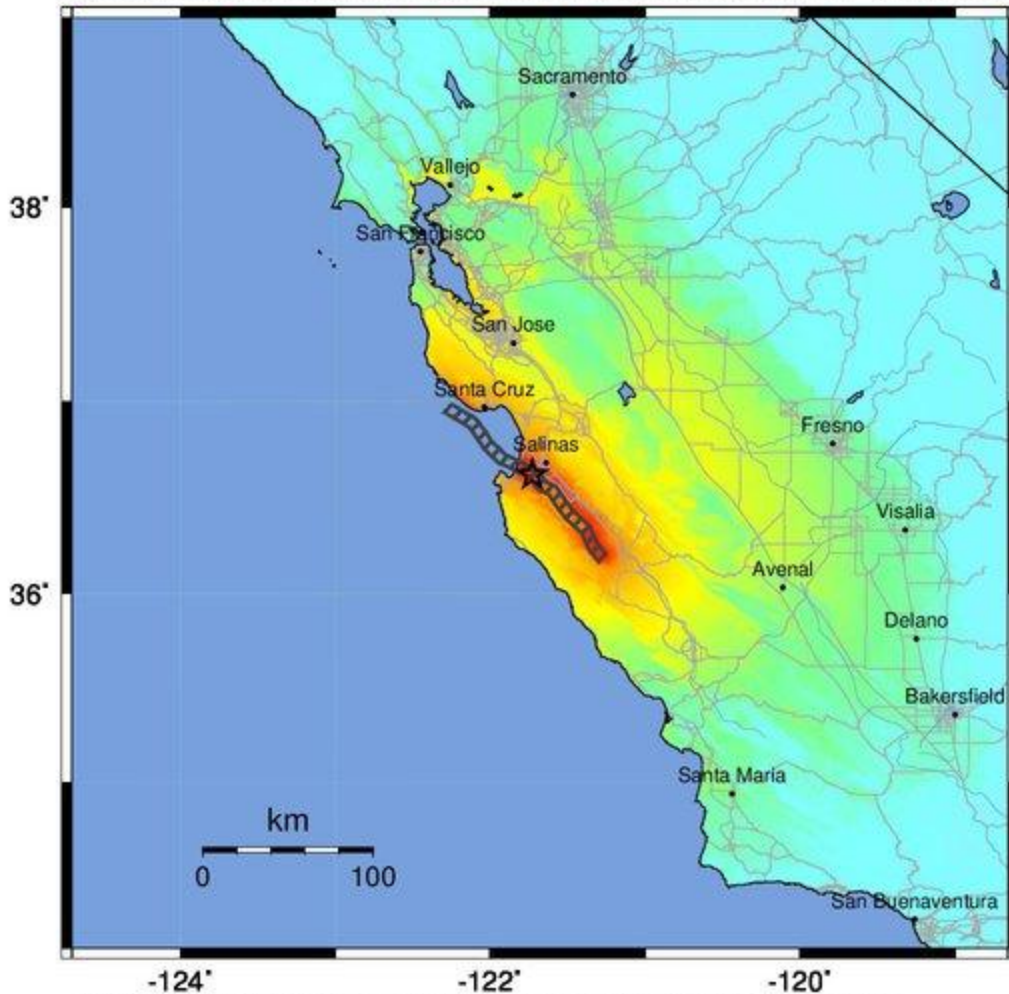 Sacramento
Vallejo
38°
San Francisco
San Jose
Santa Cruz
Fresno
Salinas
Visalia
36°
Avenal
Delano
Bakersfield
Santa Maria
km
0 100
San Buenaventura
-124° -122° -120°